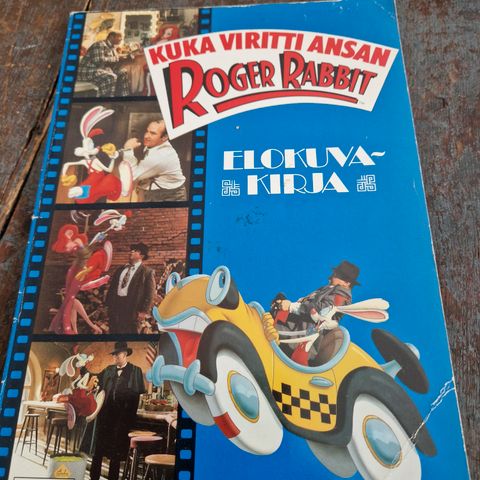 KUKA VIRITTI ANSAN
ROGER RABBIT
ELOKUVA-
KIRJA